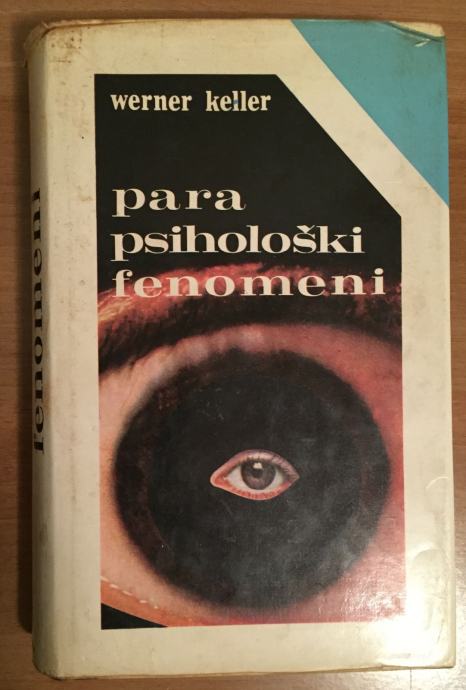 werner keller
para
psihološki
fenomeni
fenomeni